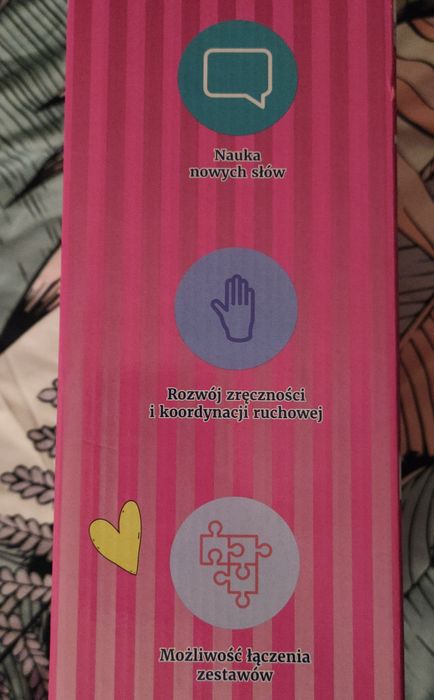 Nauka
nowych słów
Rozwój zręczności
i koordynacji ruchowej
Możliwość łączenia
zestawów